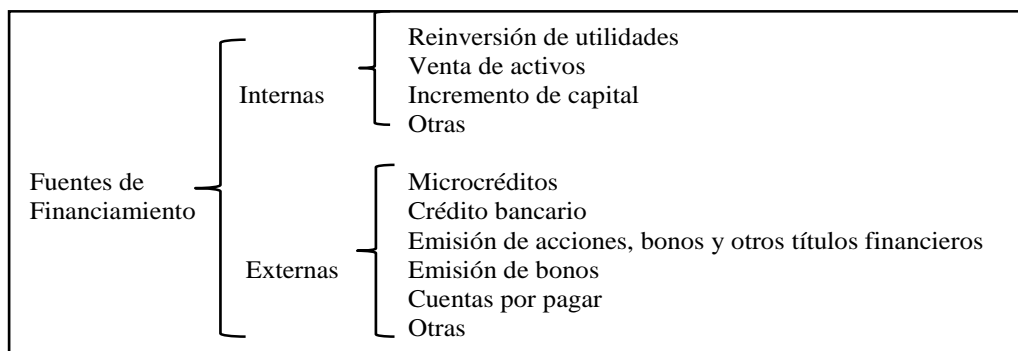 Fuentes de
Financiamiento
Internas
Reinversión de utilidades
Venta de activos
Incremento de capital
Otras
Externas
Microcréditos
Crédito bancario
Emisión de acciones, bonos y otros títulos financieros
Emisión de bonos
Cuentas por pagar
Otras